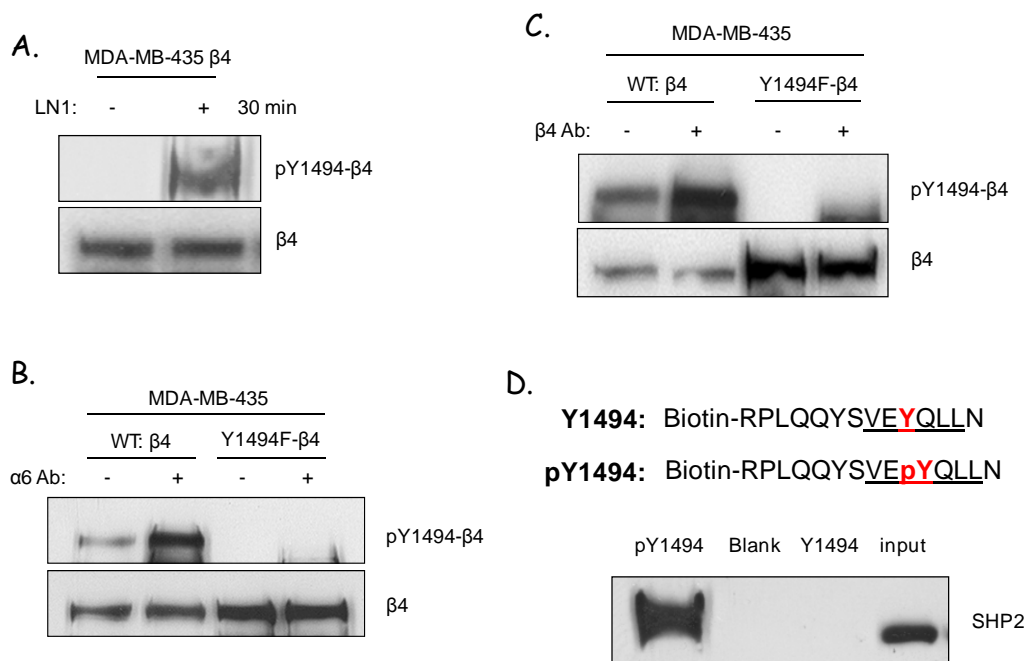 A.
MDA-MB-435 β4
LN1: - + 30 min
pY1494-β4
β4
B.
MDA-MB-435
WT: β4 Y1494F-β4
α6 Ab: - + - +
pY1494-β4
β4
C.
MDA-MB-435
WT: β4 Y1494F-β4
β4 Ab: - + - +
pY1494-β4
β4
D.
Y1494: Biotin-RPLQQYSVEYQLLN
pY1494: Biotin-RPLQQYSVEpYQLLN
pY1494 Blank Y1494 input
SHP2